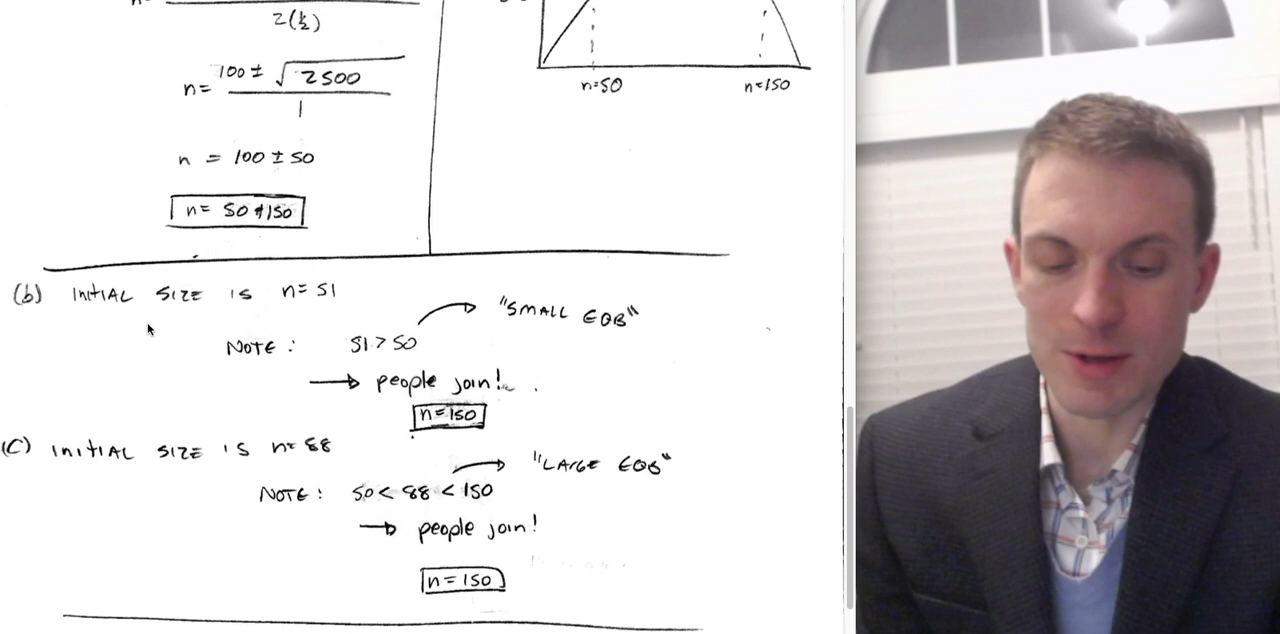 2(½)
n= 100 ± √2500
1
n = 100 ± 50
n= 50 & 150
n=50
n=150
(b) INITIAL SIZE IS n= 51
NOTE: 51 > 50
"SMALL EQB"
→ people join!
n=150
(C) INITIAL SIZE IS n= 88
NOTE: 50 < 88 < 150
"LARGE EQB"
→ people join!
n = 150